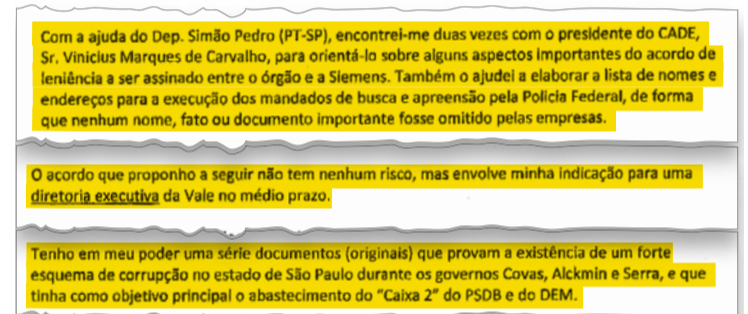 Com a ajuda do Dep. Simão Pedro (PT-SP), encontrei-me duas vezes com o presidente do CADE,
Sr. Vinicius Marques de Carvalho, para orientá-lo sobre alguns aspectos importantes do acordo de
leniência a ser assinado entre o órgão e a Siemens. Também o ajudei a elaborar a lista de nomes e
endereços para a execução dos mandados de busca e apreensão pela Polícia Federal, de forma
que nenhum nome, fato ou documento importante fosse omitido pelas empresas.
O acordo que proponho a seguir não tem nenhum risco, mas envolve minha indicação para uma
diretoria executiva da Vale no médio prazo.
Tenho em meu poder uma série documentos (originais) que provam a existência de um forte
esquema de corrupção no estado de São Paulo durante os governos Covas, Alckmin e Serra, e que
tinha como objetivo principal o abastecimento do “Caixa 2” do PSDB e do DEM.